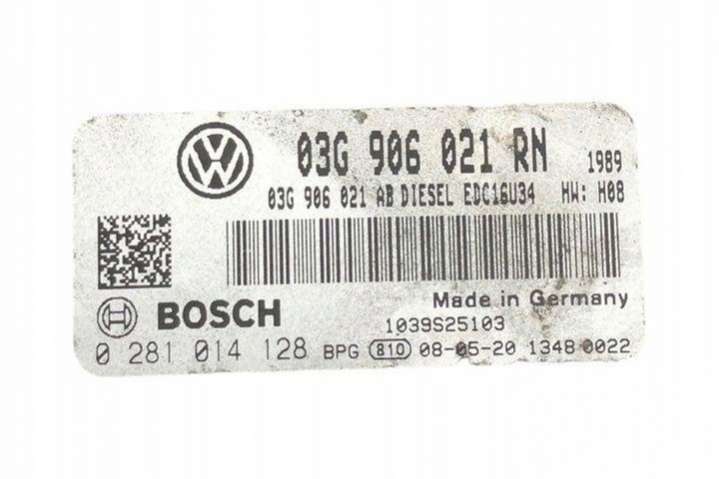 03G 906 021 RN 1989
03G 906 021 AB DIESEL EDC16U34 HW: H08
Made in Germany
BOSCH 1039S25103
0 281 014 128 BPG 810 08-05-20 1348 0022